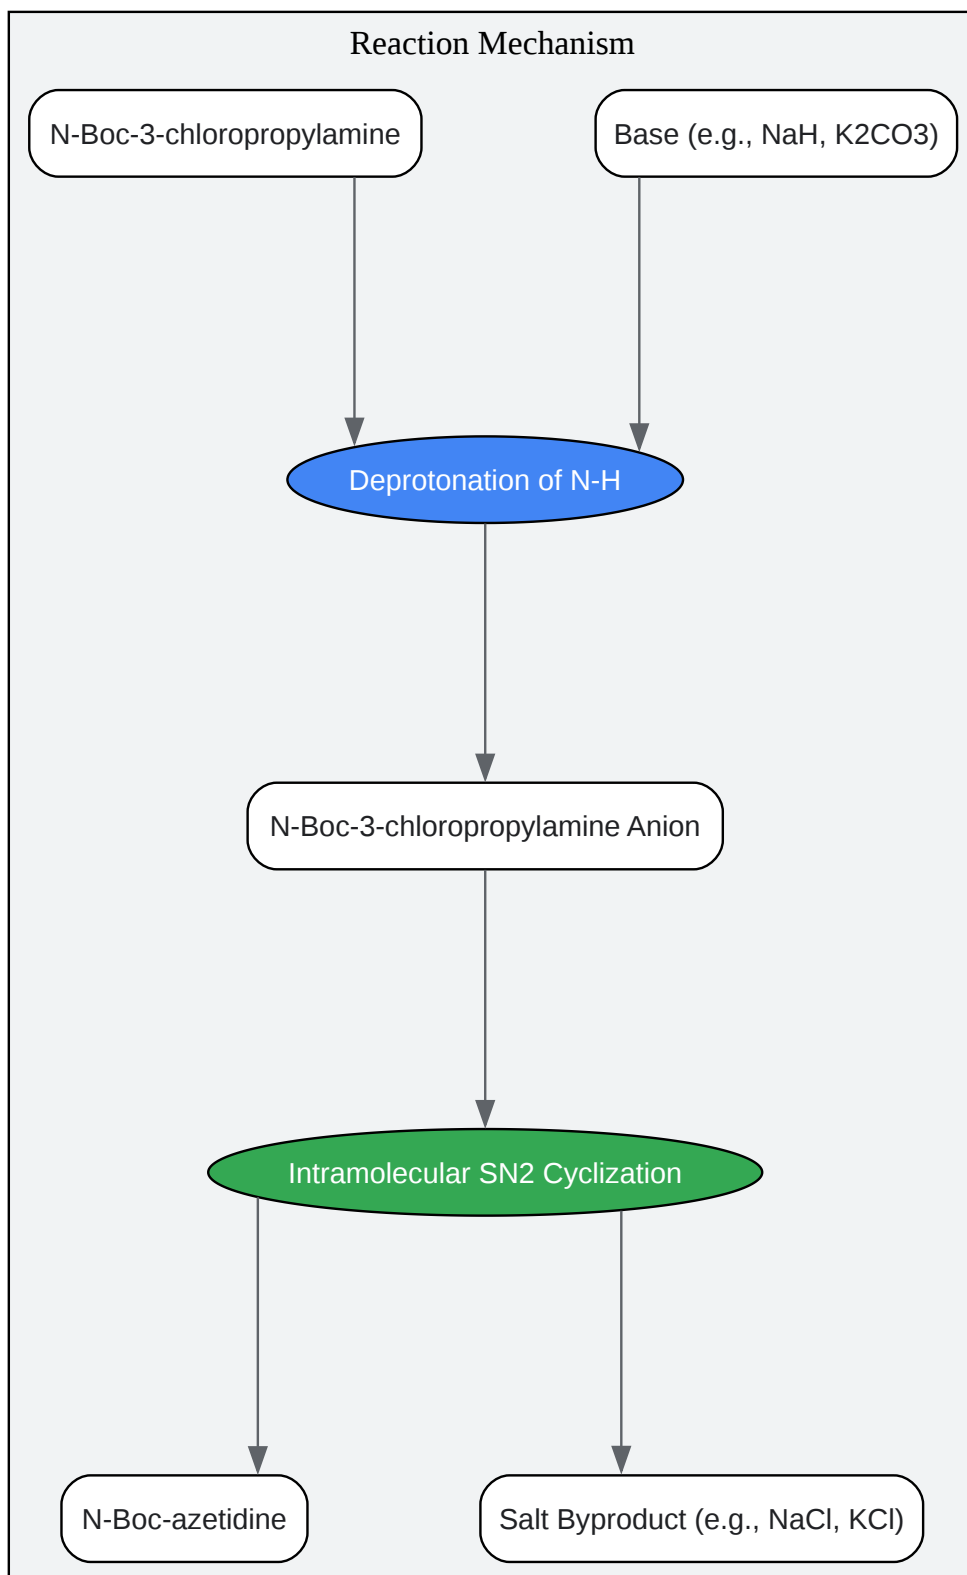 Reaction Mechanism
N-Boc-3-chloropropylamine
Base (e.g., NaH, K2CO3)
Deprotonation of N-H
N-Boc-3-chloropropylamine Anion
Intramolecular SN2 Cyclization
N-Boc-azetidine
Salt Byproduct (e.g., NaCl, KCl)